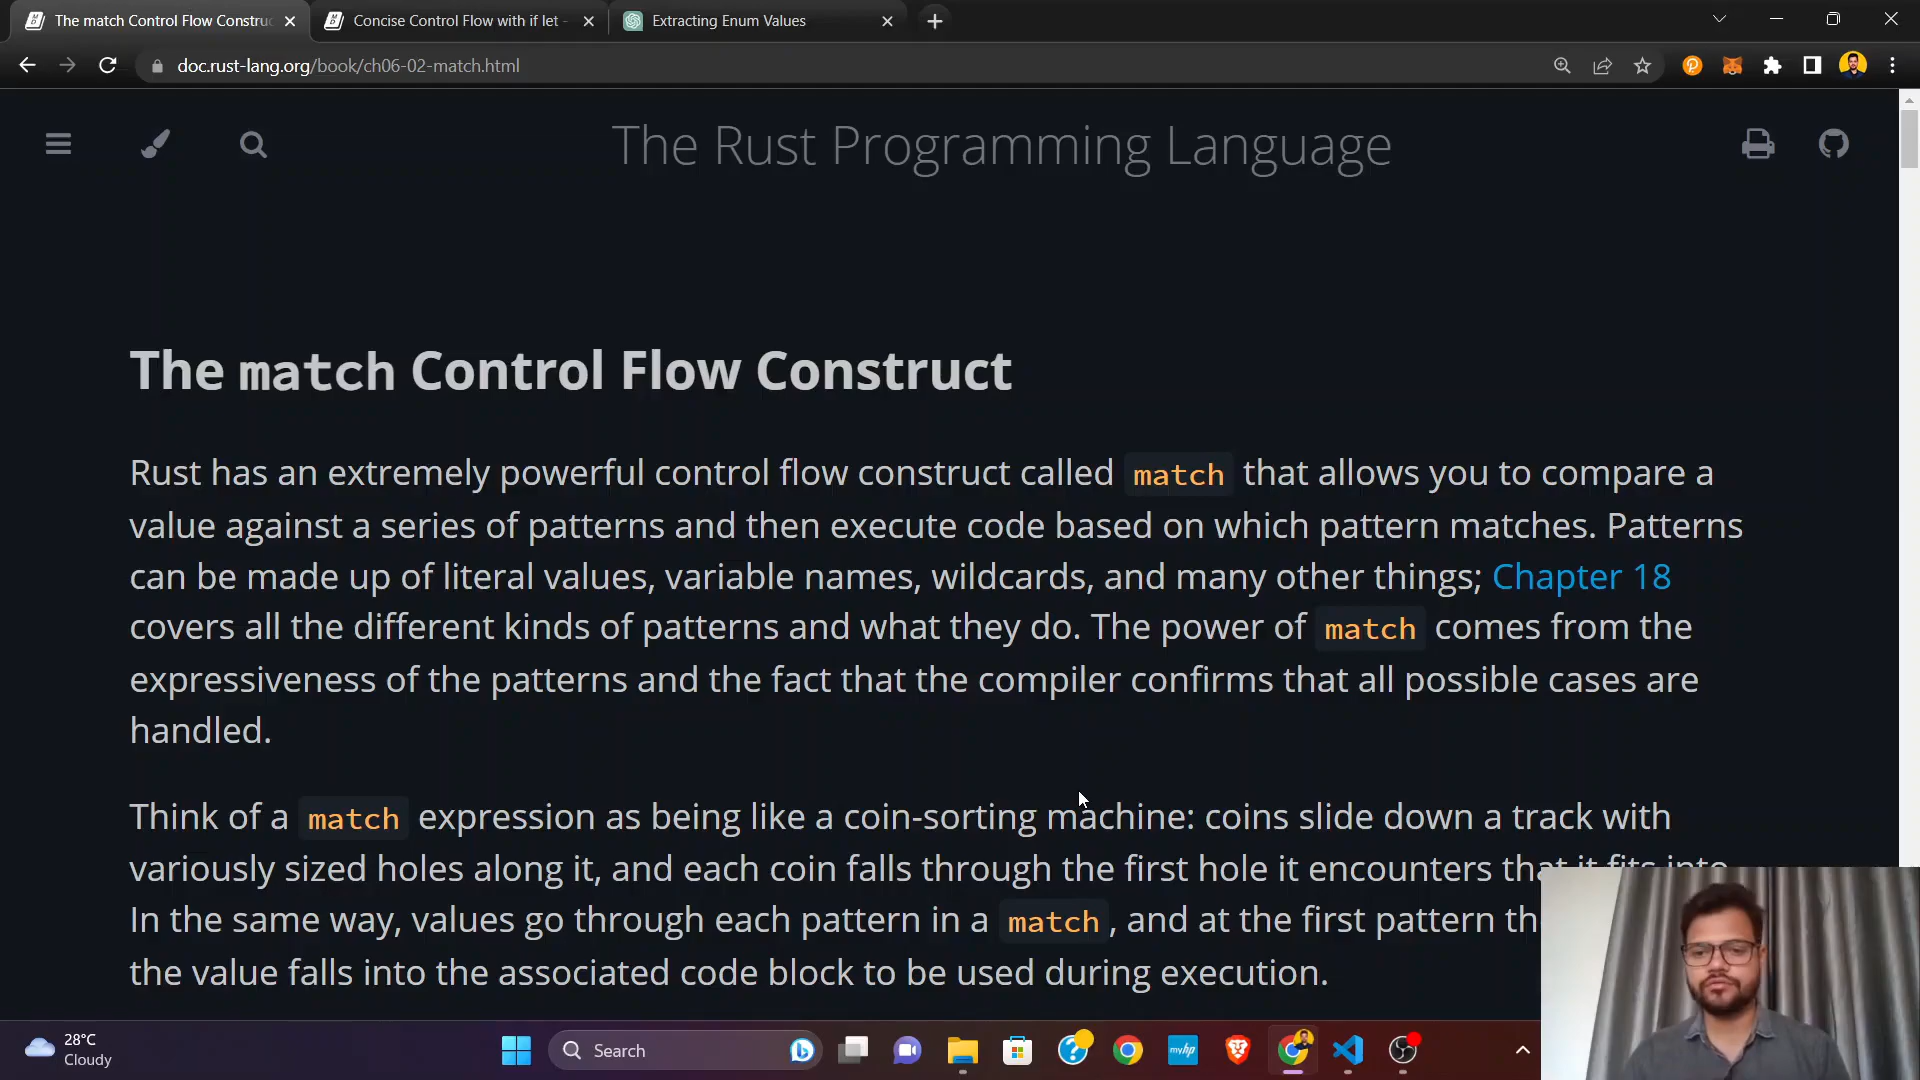 The match Control Flow Construc
Concise Control Flow with if let -
Extracting Enum Values
doc.rust-lang.org/book/ch06-02-match.html
The Rust Programming Language
The match Control Flow Construct
Rust has an extremely powerful control flow construct called match that allows you to compare a
value against a series of patterns and then execute code based on which pattern matches. Patterns
can be made up of literal values, variable names, wildcards, and many other things; Chapter 18
covers all the different kinds of patterns and what they do. The power of match comes from the
expressiveness of the patterns and the fact that the compiler confirms that all possible cases are
handled.
Think of a match expression as being like a coin-sorting machine: coins slide down a track with
variously sized holes along it, and each coin falls through the first hole it encounters that it fits into
In the same way, values go through each pattern in a match, and at the first pattern th
the value falls into the associated code block to be used during execution.
28°C
Cloudy
Search
myhp